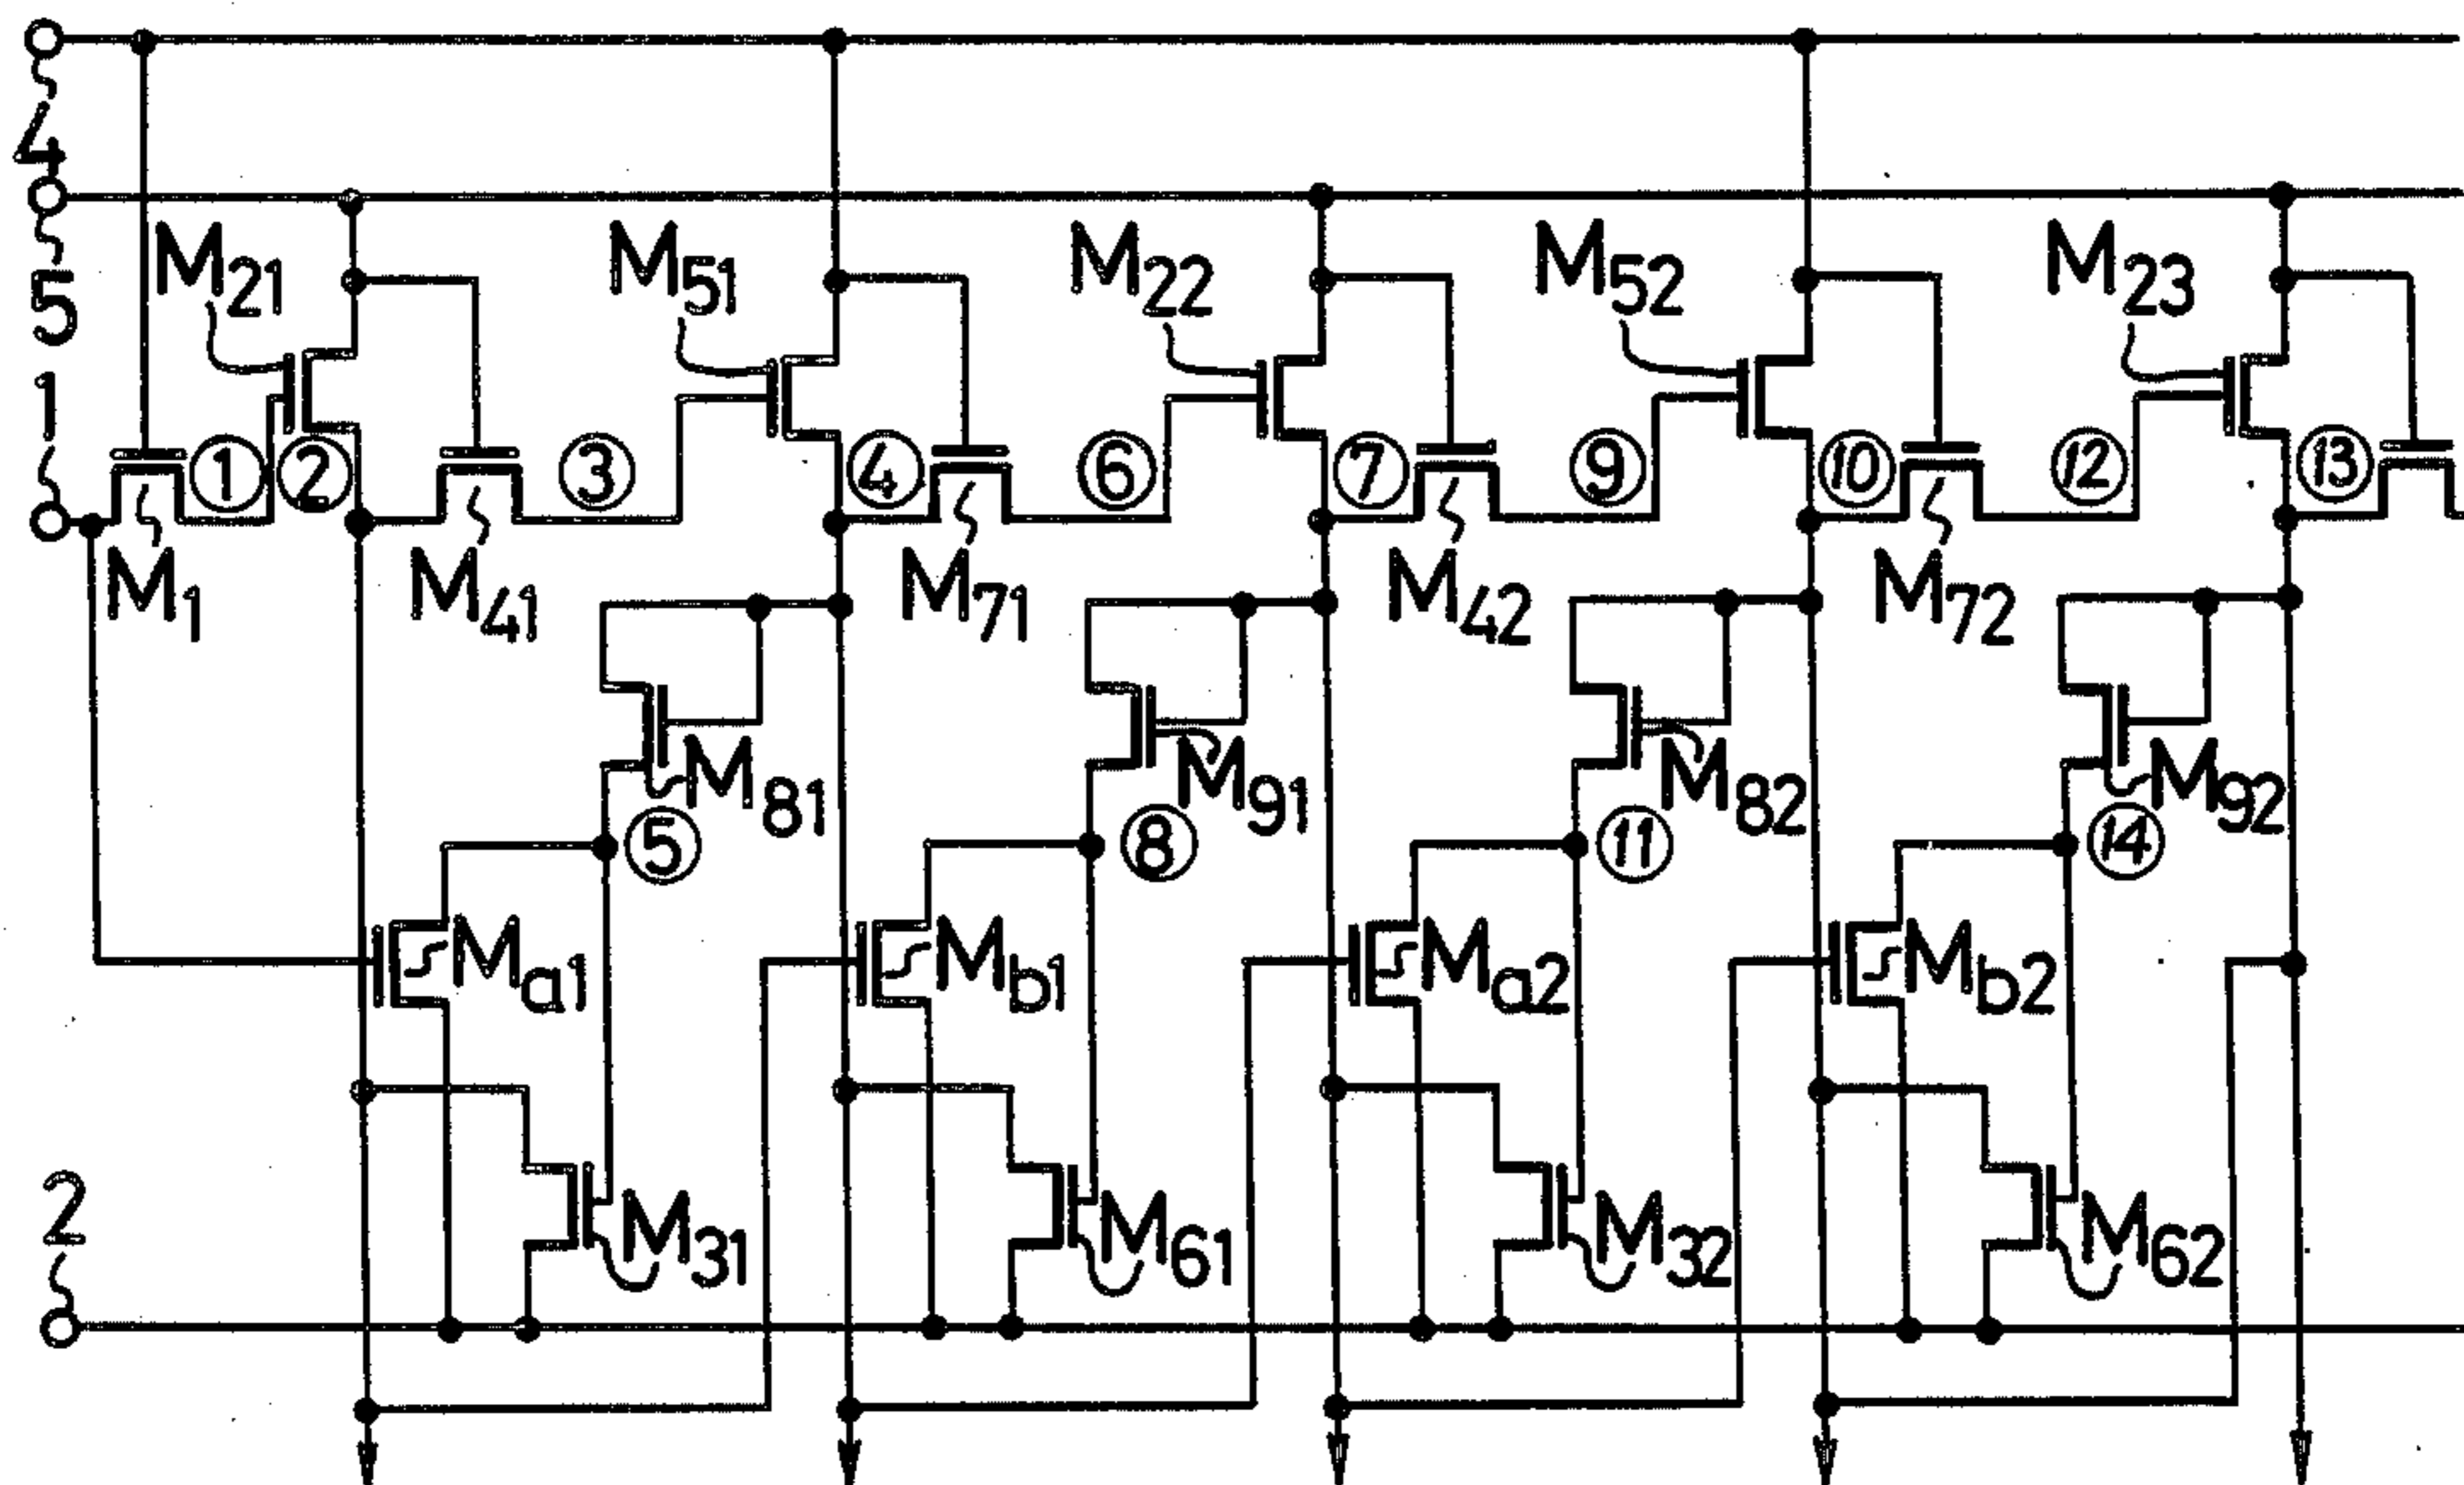 4
5
M21 M51 M22 M52 M23
1
① ② ③ ④ ⑥ ⑦ ⑨ ⑩ ⑫ ⑬
M1 M41 M71 M42 M72
M81 M91 M82 M92
⑤ ⑧ ⑪ ⑭
Ma1 Mb1 Ma2 Mb2
2
M31 M61 M32 M62